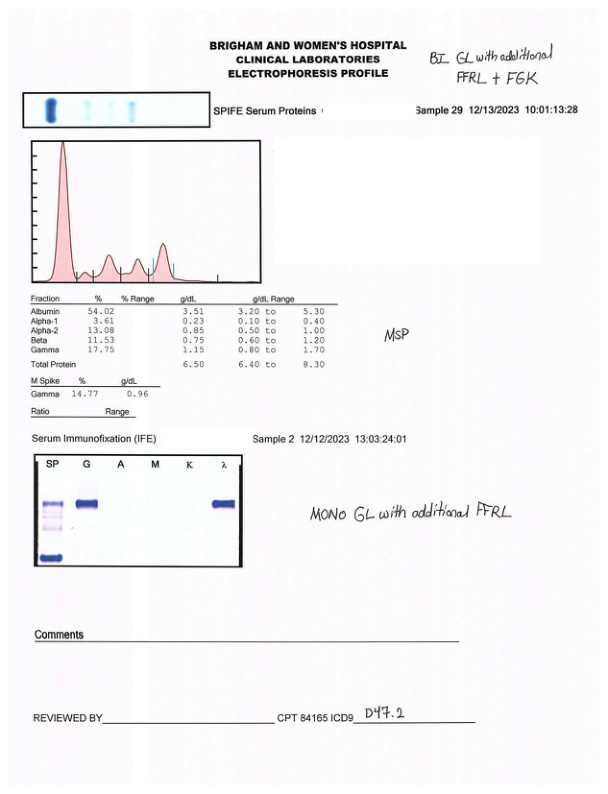 BRIGHAM AND WOMEN'S HOSPITAL
CLINICAL LABORATORIES
ELECTROPHORESIS PROFILE
BI GL with additional
FFRL + FGK
SPIFE Serum Proteins
Sample 29 12/13/2023 10:01:13:28
Fraction % % Range g/dL g/dL Range
Albumin 54.02 3.51 3.20 to 5.30
Alpha-1 3.61 0.23 0.10 to 0.40
Alpha-2 13.08 0.85 0.50 to 1.00
Beta 11.53 0.75 0.60 to 1.20
Gamma 17.75 1.15 0.80 to 1.70
Total Protein 6.50 6.40 to 8.30
MSP
M Spike % g/dL
Gamma 14.77 0.96
Ratio Range
Serum Immunofixation (IFE) Sample 2 12/12/2023 13:03:24:01
SP G A M K λ
MONO GL with additional FFRL
Comments
REVIEWED BY CPT 84165 ICD9 D47.2